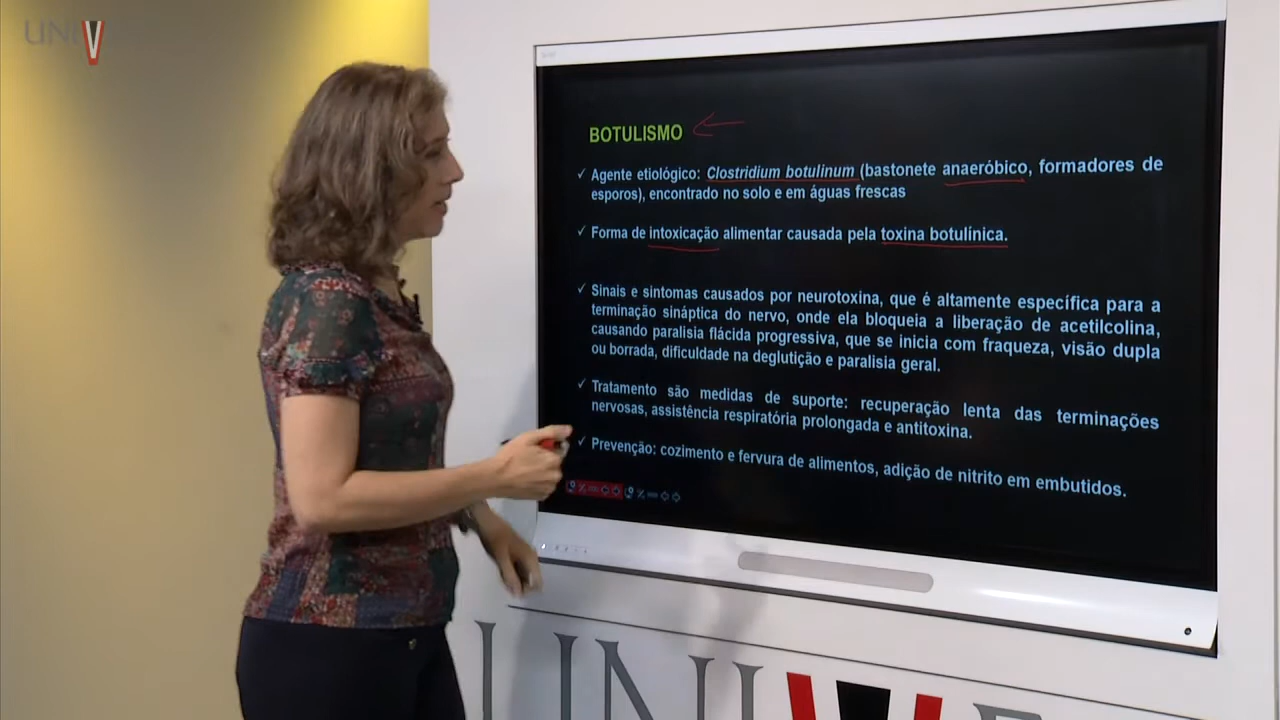 UNIV
BOTULISMO
✓ Agente etiológico: Clostridium botulinum (bastonete anaeróbico, formadores de
esporos), encontrado no solo e em águas frescas
✓ Forma de intoxicação alimentar causada pela toxina botulínica.
✓ Sinais e sintomas causados por neurotoxina, que é altamente específica para a
terminação sináptica do nervo, onde ela bloqueia a liberação de acetilcolina,
causando paralisia flácida progressiva, que se inicia com fraqueza, visão dupla
ou borrada, dificuldade na deglutição e paralisia geral.
✓ Tratamento são medidas de suporte: recuperação lenta das terminações
nervosas, assistência respiratória prolongada e antitoxina.
✓ Prevenção: cozimento e fervura de alimentos, adição de nitrito em embutidos.
UNIVE